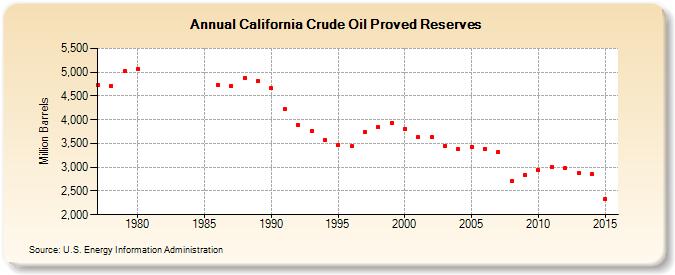 Annual California Crude Oil Proved Reserves
Million Barrels
5,500
5,000
4,500
4,000
3,500
3,000
2,500
2,000
1980 1985 1990 1995 2000 2005 2010 2015
Source: U.S. Energy Information Administration